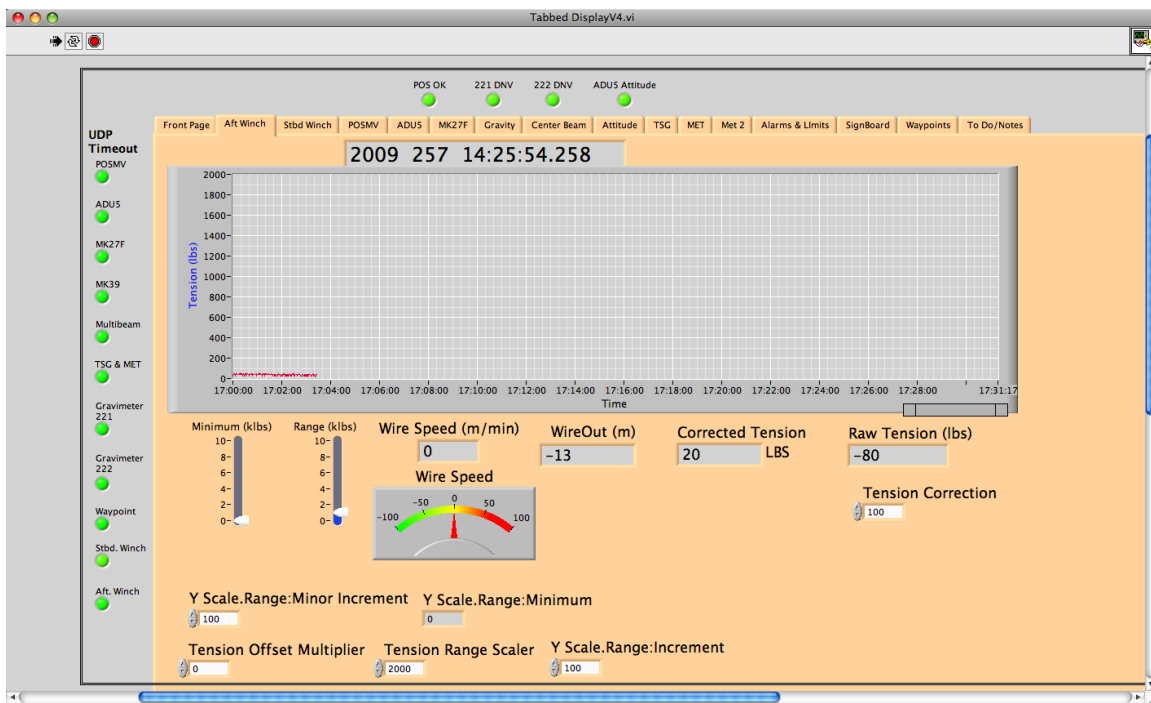 Tabbed DisplayV4.vi
POS OK 221 DNV 222 DNV ADU5 Attitude
Front Page Aft Winch Stbd Winch POSMV ADU5 MK27F Gravity Center Beam Attitude TSG MET Met 2 Alarms & LImits SignBoard Waypoints To Do/Notes
UDP
Timeout
POSMV
ADU5
MK27F
MK39
Multibeam
TSG & MET
Gravimeter
221
Gravimeter
222
Waypoint
Stbd. Winch
Aft. Winch
2009 257 14:25:54.258
Tension (lbs)
2000
1800
1600
1400
1200
1000
800
600
400
200
0
17:00:00 17:02:00 17:04:00 17:06:00 17:08:00 17:10:00 17:12:00 17:14:00 17:16:00 17:18:00 17:20:00 17:22:00 17:24:00 17:26:00 17:28:00 17:31:17
Time
Minimum (klbs)
10
8
6
4
2
0
Range (klbs)
10
8
6
4
2
0
Wire Speed (m/min)
0
WireOut (m)
-13
Corrected Tension
20 LBS
Raw Tension (lbs)
-80
Wire Speed
-100 -50 0 50 100
Tension Correction
100
Y Scale.Range:Minor Increment
100
Y Scale.Range:Minimum
0
Tension Offset Multiplier
0
Tension Range Scaler
2000
Y Scale.Range:Increment
100